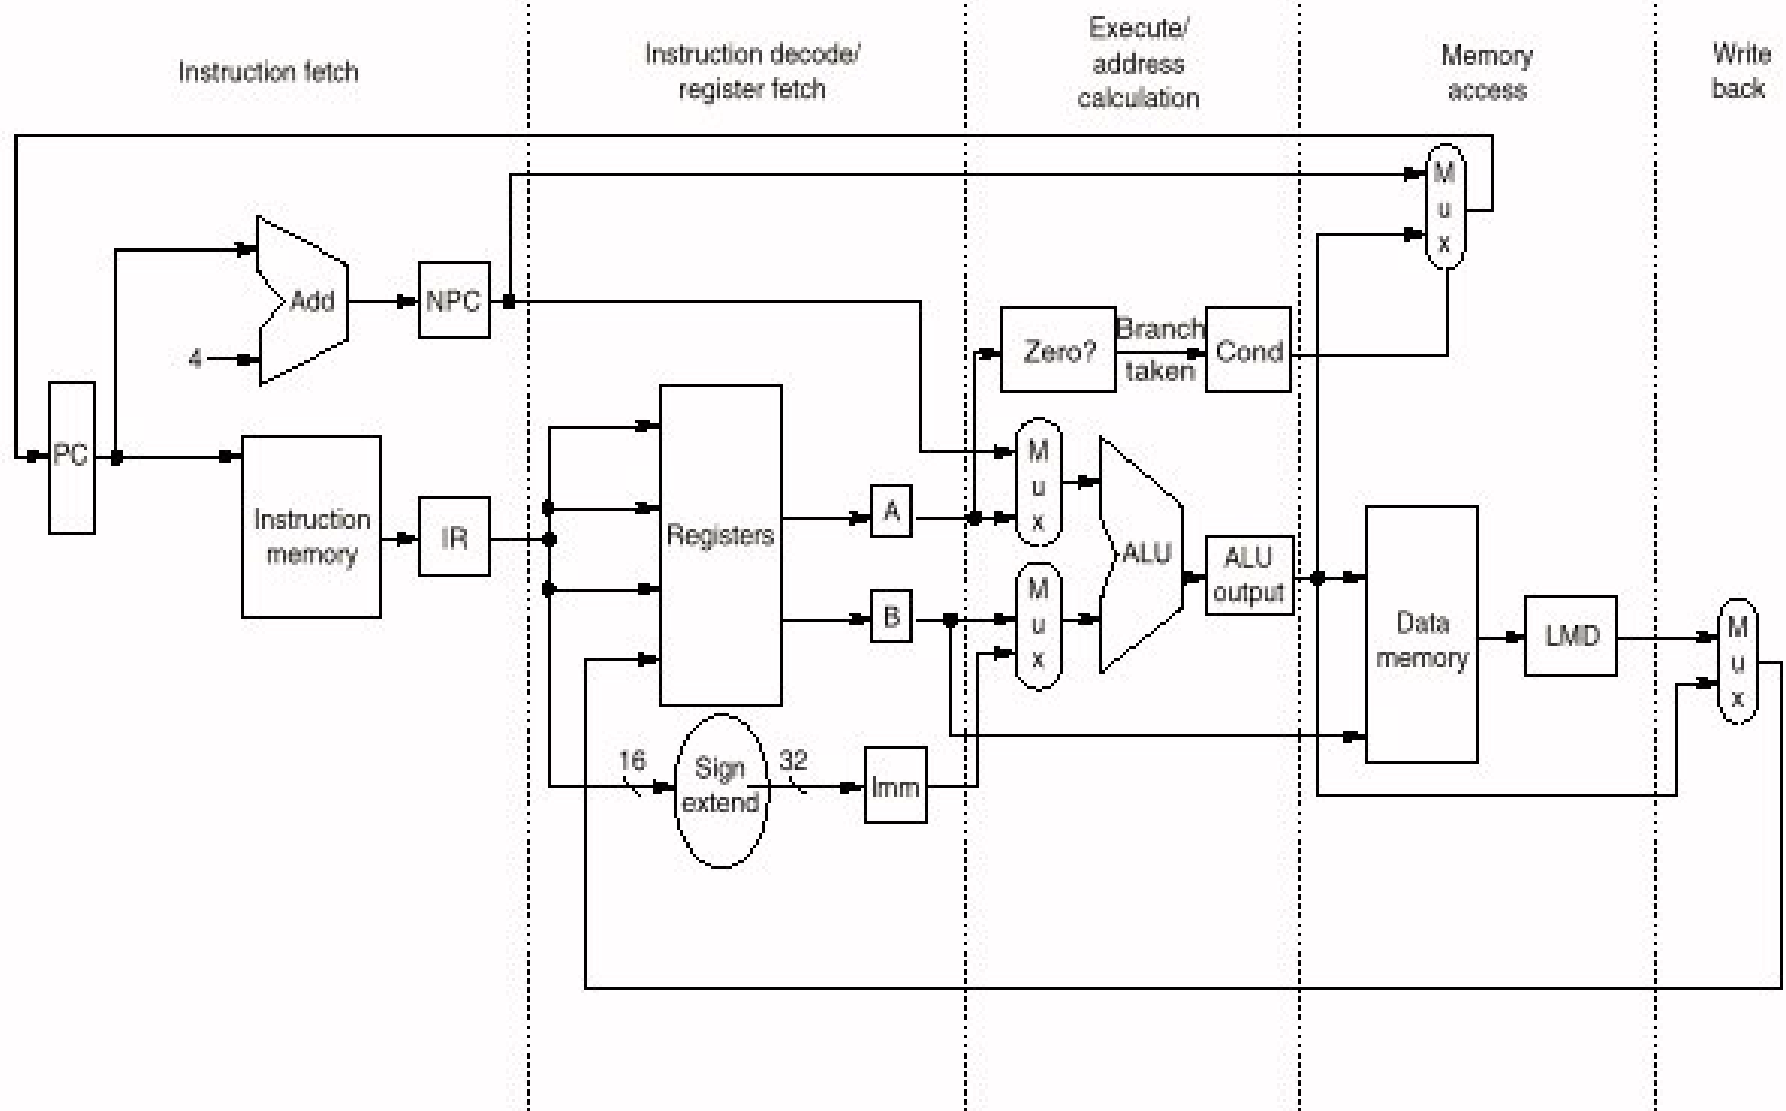 Instruction fetch
Instruction decode/
register fetch
Execute/
address
calculation
Memory
access
Write
back
M
u
x
Add
NPC
4
Zero?
Branch
taken
Cond
PC
Instruction
memory
IR
Registers
A
B
M
u
x
M
u
x
ALU
ALU
output
Data
memory
LMD
M
u
x
16
Sign
extend
32
Imm